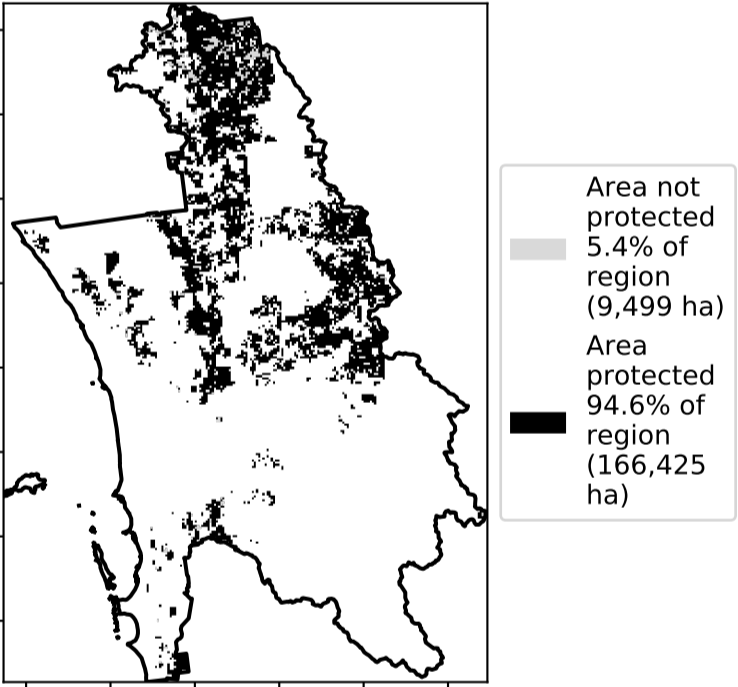 Area not
protected
5.4% of
region
(9,499 ha)
Area
protected
94.6% of
region
(166,425
ha)